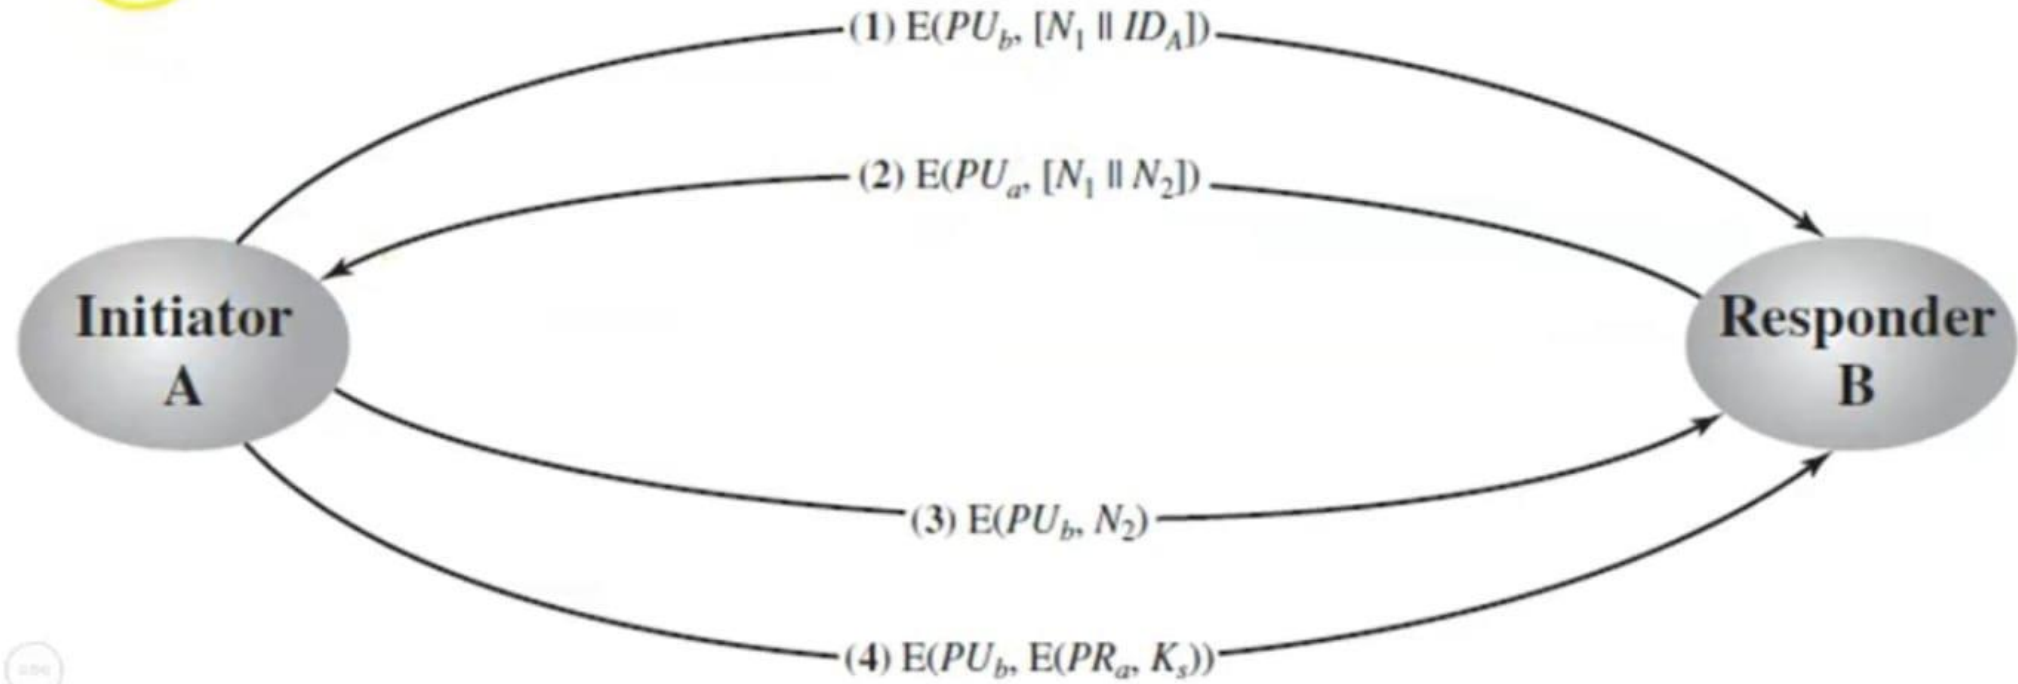 (1) E(PU_b, [N_1 || ID_A])
(2) E(PU_a, [N_1 || N_2])
Initiator
A
Responder
B
(3) E(PU_b, N_2)
(4) E(PU_b, E(PR_a, K_s))